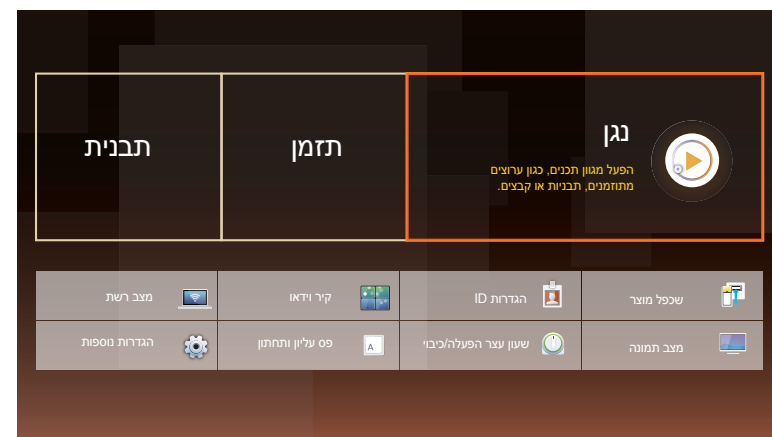 נגן
הפעל מגוון תכנים, כגון ערוצים
מתוזמנים, תבניות או קבצים.
תזמן
תבנית
שכפל מוצר
הגדרות ID
קיר וידאו
מצב רשת
מצב תמונה
שעון עצר הפעלה/כיבוי
פס עליון ותחתון
A
הגדרות נוספות